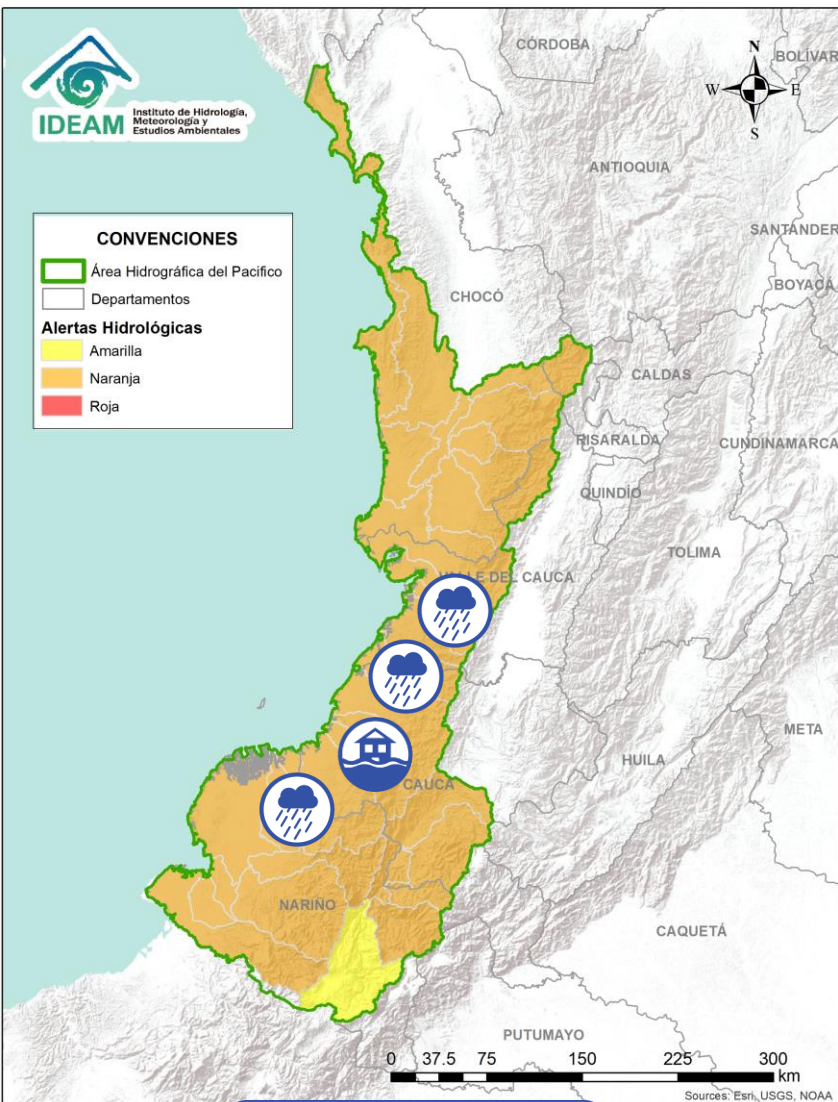 IDEAM
Instituto de Hidrología,
Meteorología y
Estudios Ambientales
N
W
E
S
CÓRDOBA
BOLÍVAR
ANTIOQUIA
SANTANDER
BOYACÁ
CHOCÓ
CALDAS
RISARALDA
CUNDINAMARCA
QUINDÍO
TOLIMA
VALLE DEL CAUCA
META
HUILA
CAUCA
NARIÑO
CAQUETÁ
PUTUMAYO
CONVENCIONES
Área Hidrográfica del Pacifico
Departamentos
Alertas Hidrológicas
Amarilla
Naranja
Roja
0 37.5 75 150 225 300
km
Sources: Esri, USGS, NOAA